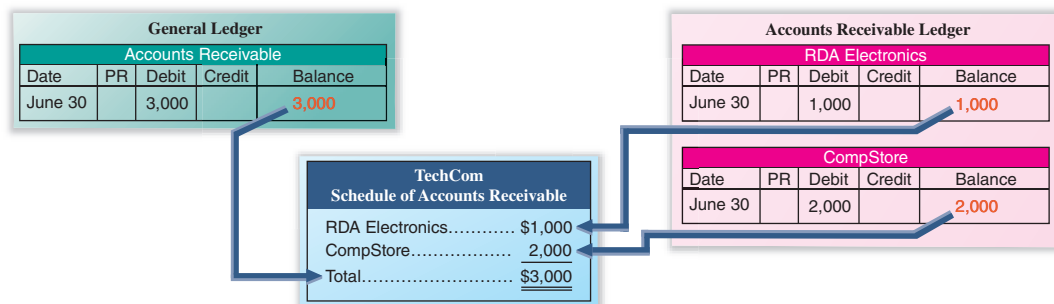 General Ledger
Accounts Receivable
Date PR Debit Credit Balance
June 30 3,000 3,000
Accounts Receivable Ledger
RDA Electronics
Date PR Debit Credit Balance
June 30 1,000 1,000
CompStore
Date PR Debit Credit Balance
June 30 2,000 2,000
TechCom
Schedule of Accounts Receivable
RDA Electronics............ $1,000
CompStore.................. 2,000
Total.......................... $3,000